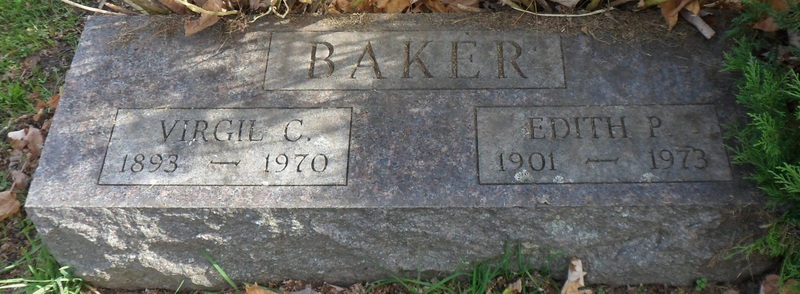 BAKER
VIRGIL C.
1893 — 1970
EDITH P.
1901 — 1973